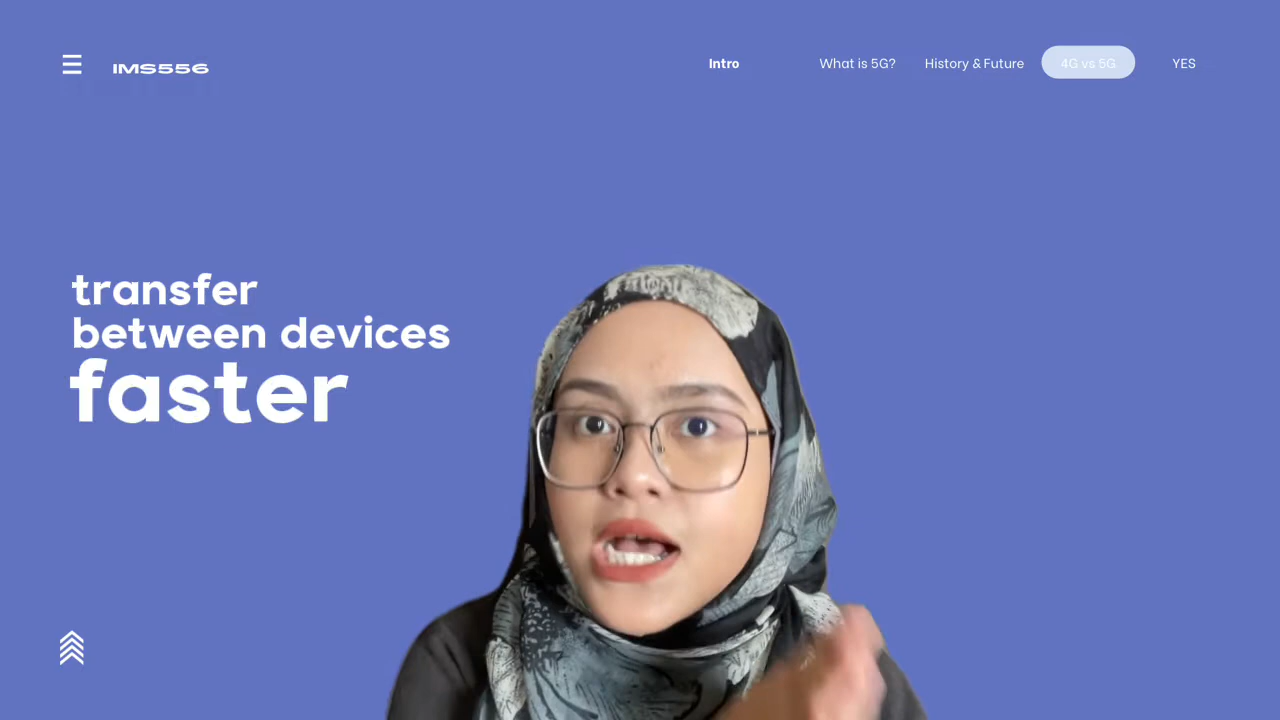 IMS556
Intro
What is 5G?
History & Future
4G vs 5G
YES
transfer
between devices
faster